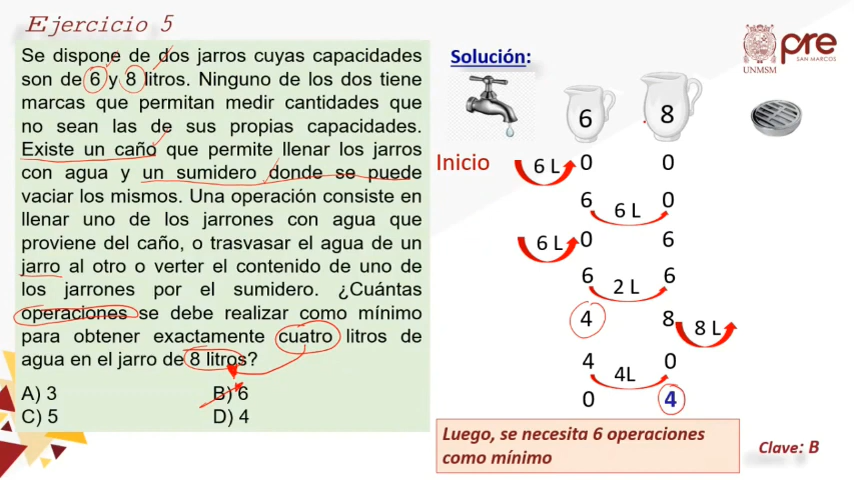 Ejercicio 5
Se dispone de dos jarros cuyas capacidades
son de 6 y 8 litros. Ninguno de los dos tiene
marcas que permitan medir cantidades que
no sean las de sus propias capacidades.
Existe un caño que permite llenar los jarros
con agua y un sumidero donde se puede
vaciar los mismos. Una operación consiste en
llenar uno de los jarrones con agua que
proviene del caño, o trasvasar el agua de un
jarro al otro o verter el contenido de uno de
los jarrones por el sumidero. ¿Cuántas
operaciones se debe realizar como mínimo
para obtener exactamente cuatro litros de
agua en el jarro de 8 litros?
A) 3 B) 6
C) 5 D) 4
Solución:
UNMSM
pre
SAN MARCOS
6 8
Inicio 6 L 0 0
6 0
6 L
6 L 0 6
6 6
2 L
4 8 8 L
4 0
4L
0 4
Luego, se necesita 6 operaciones
como mínimo
Clave: B